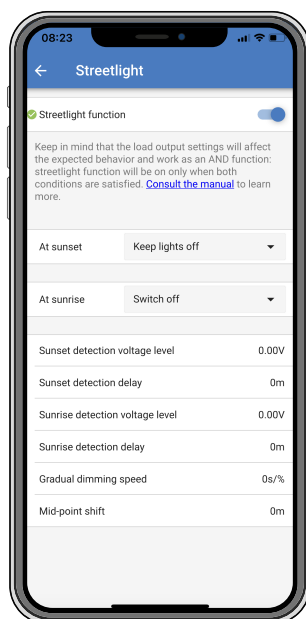 08:23
Streetlight
Streetlight function
Keep in mind that the load output settings will affect
the expected behavior and work as an AND function:
streetlight function will be on only when both
conditions are satisfied. Consult the manual to learn
more.
At sunset Keep lights off
At sunrise Switch off
Sunset detection voltage level 0.00V
Sunset detection delay 0m
Sunrise detection voltage level 0.00V
Sunrise detection delay 0m
Gradual dimming speed 0s/%
Mid-point shift 0m